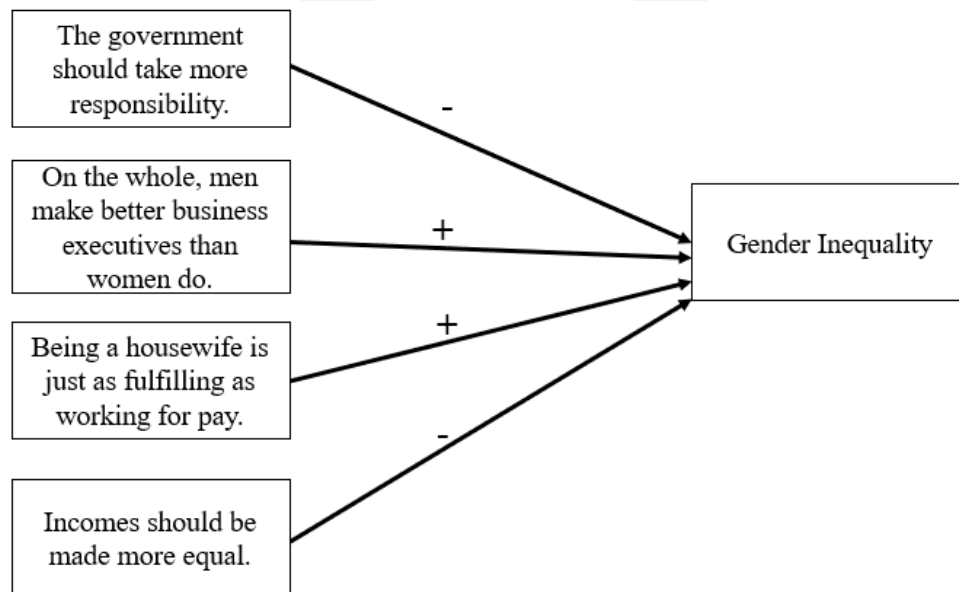 The government
should take more
responsibility.
-
On the whole, men
make better business
executives than
women do.
+
Gender Inequality
Being a housewife is
just as fulfilling as
working for pay.
+
Incomes should be
made more equal.
-